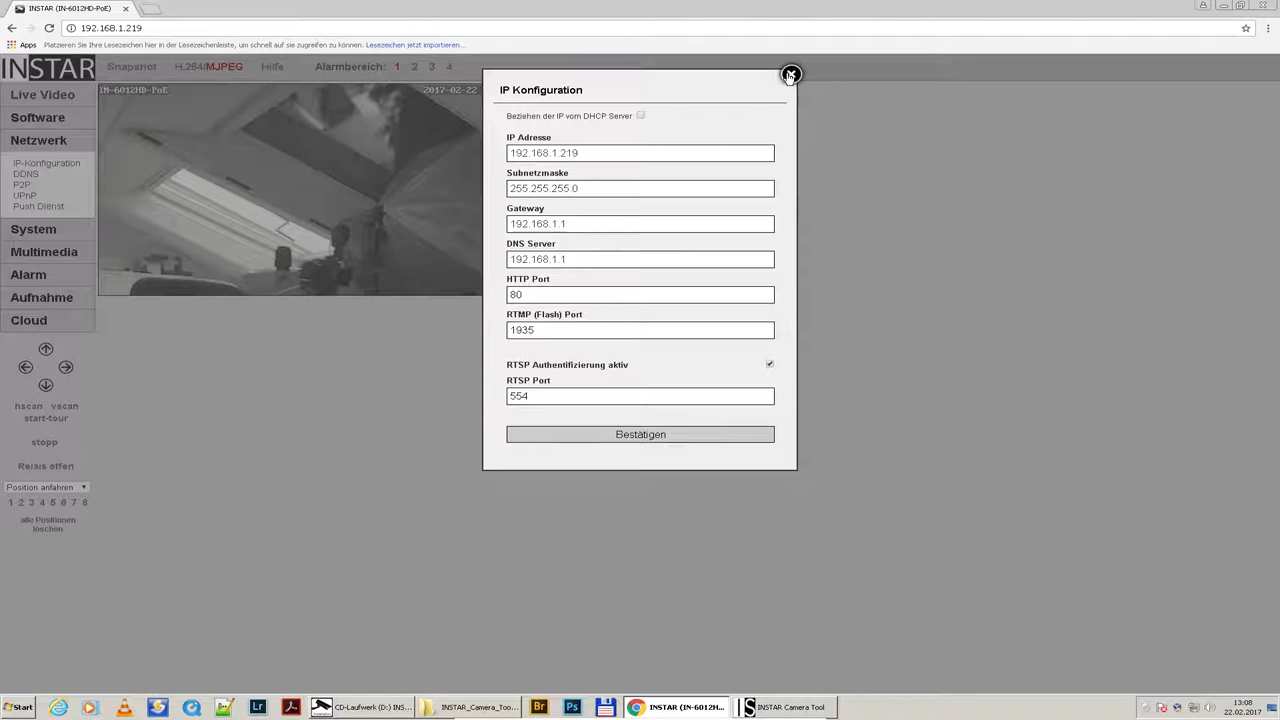 INSTAR (IN-6012HD-PoE)
192.168.1.219
Apps Platzieren Sie Ihre Lesezeichen hier in der Lesezeichenleiste, um schnell auf sie zugreifen zu können. Lesezeichen jetzt importieren...
INSTAR Snapshot H.264/MJPEG Hilfe Alarmbereich: 1 2 3 4
Live Video
Software
Netzwerk
IP-Konfiguration
DDNS
P2P
UPnP
Push Dienst
System
Multimedia
Alarm
Aufnahme
Cloud
hscan vscan
start-tour
stopp
Relais offen
Position anfahren
1 2 3 4 5 6 7 8
alle Positionen
löschen
IN-6012HD-PoE 2017-02-22
IP Konfiguration
Beziehen der IP vom DHCP Server
IP Adresse
192.168.1.219
Subnetzmaske
255.255.255.0
Gateway
192.168.1.1
DNS Server
192.168.1.1
HTTP Port
80
RTMP (Flash) Port
1935
RTSP Authentifizierung aktiv
RTSP Port
554
Bestätigen
Start Lr CD-Laufwerk (D:) INS... INSTAR_Camera_Too... Br Ps INSTAR (IN-6012H... INSTAR Camera Tool
13:08
22.02.2017